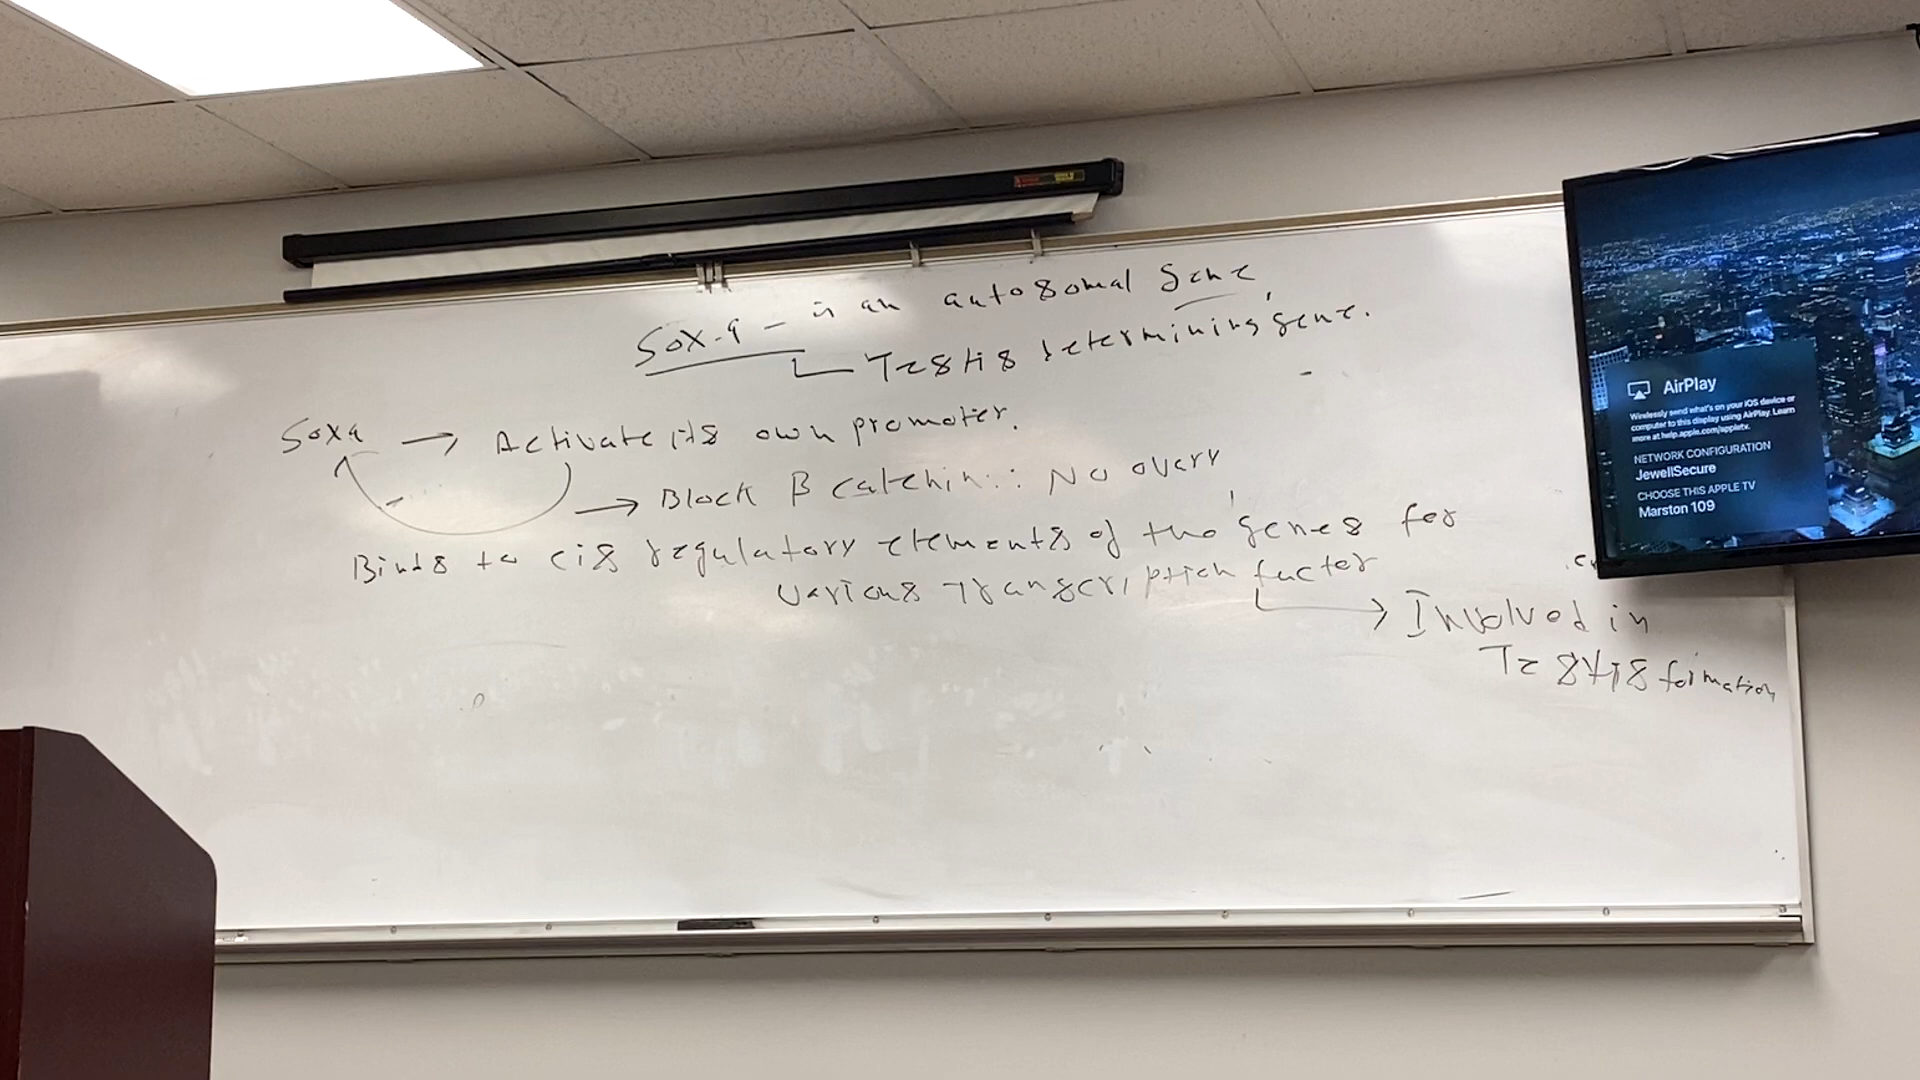 Sox-9 - is an autosomal gene,
Testis determining gene.
Sox9 → Activate its own promoter.
→ Block β catenin ∴ No ovary
Binds to cis regulatory elements of the genes for
various transcription factor
→ Involved in
Testis formation
AirPlay
Wirelessly send what's on your iOS device or
computer to this display using AirPlay. Learn
more at help.apple.com/appletv.
NETWORK CONFIGURATION
JewellSecure
CHOOSE THIS APPLE TV
Marston 109